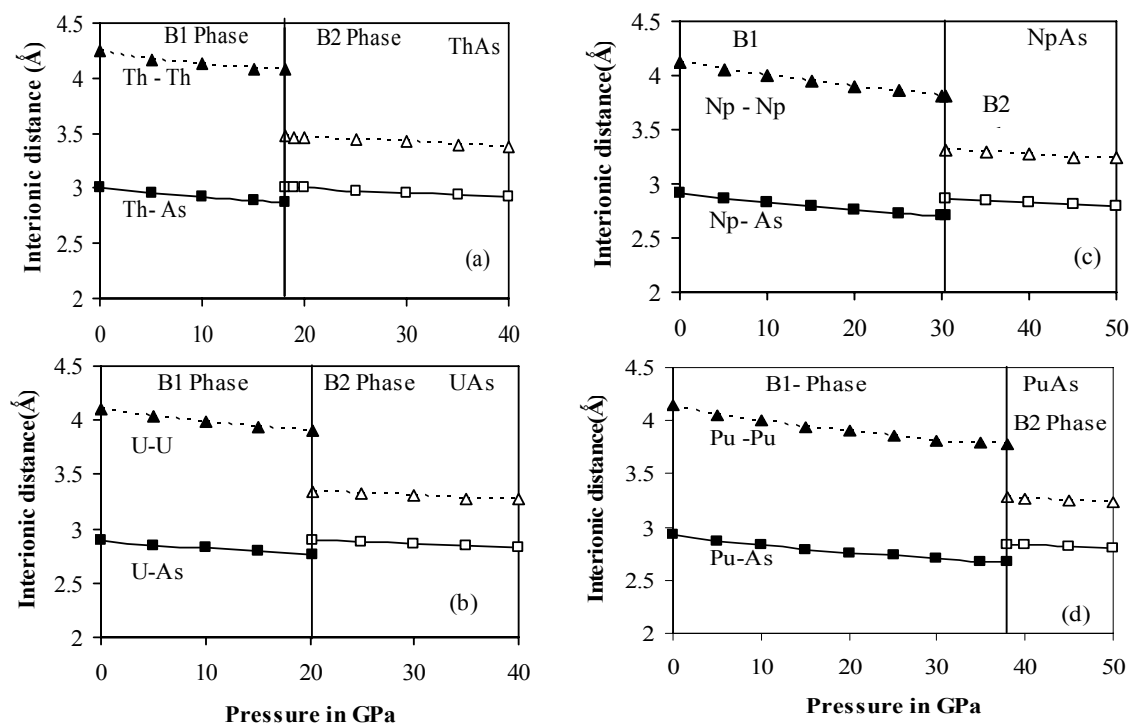 Interionic distance (Å)
4.5
4
3.5
3
2.5
2
B1 Phase
B2 Phase
ThAs
Th - Th
Th- As
(a)
0
10
20
30
40
Interionic distance(Å)
4.5
4
3.5
3
2.5
2
B1
NpAs
Np - Np
B2
Np- As
(c)
0
10
20
30
40
50
Interionic distance(Å)
4.5
4
3.5
3
2.5
2
B1 Phase
B2 Phase
UAs
U-U
U-As
(b)
0
10
20
30
40
Pressure in GPa
Interionic distance(Å)
4.5
4
3.5
3
2.5
2
B1- Phase
PuAs
B2 Phase
Pu -Pu
Pu-As
(d)
0
10
20
30
40
50
Pressure in GPa